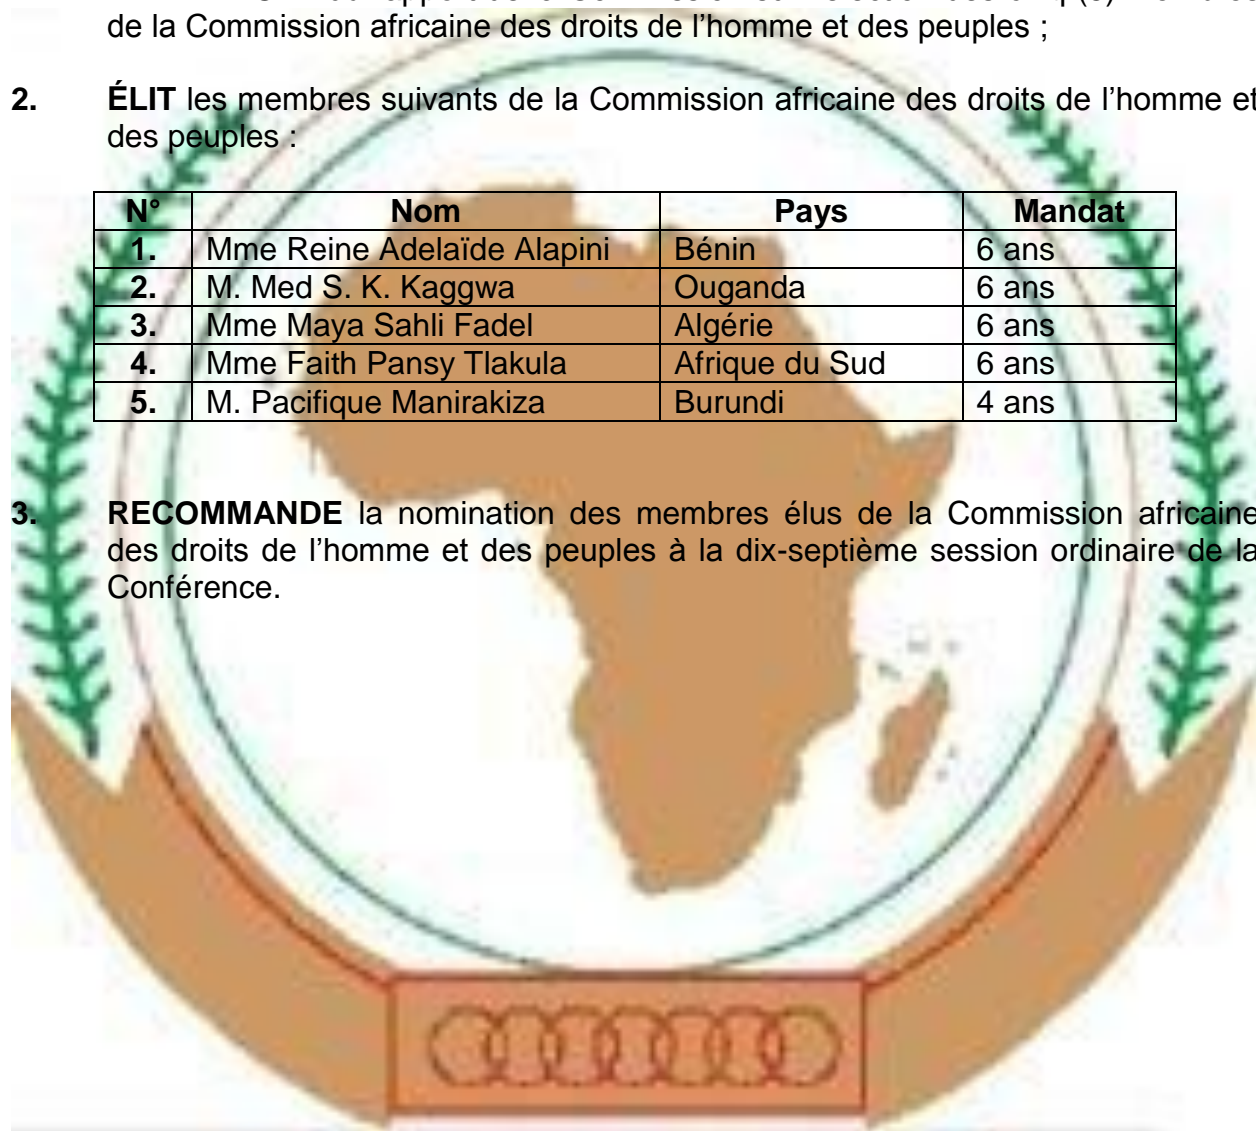 de la Commission africaine des droits de l'homme et des peuples ;
2. ÉLIT les membres suivants de la Commission africaine des droits de l'homme et
des peuples :
N° Nom Pays Mandat
1. Mme Reine Adelaïde Alapini Bénin 6 ans
2. M. Med S. K. Kaggwa Ouganda 6 ans
3. Mme Maya Sahli Fadel Algérie 6 ans
4. Mme Faith Pansy Tlakula Afrique du Sud 6 ans
5. M. Pacifique Manirakiza Burundi 4 ans
3. RECOMMANDE la nomination des membres élus de la Commission africaine
des droits de l'homme et des peuples à la dix-septième session ordinaire de la
Conférence.